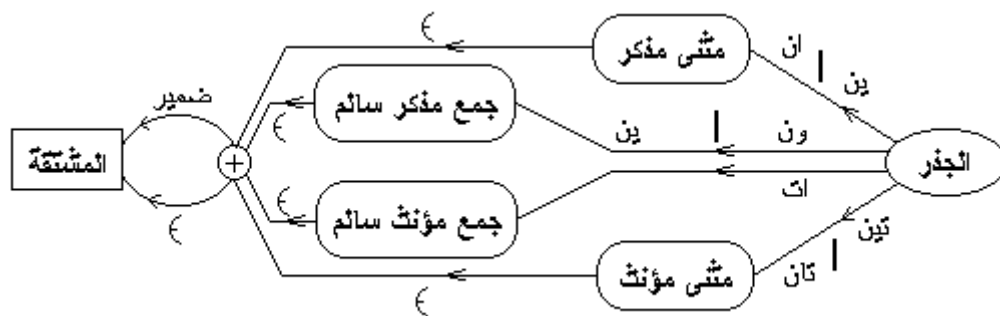 الجذر
ان | ين
مثنى مذكر
ع
ون | ين
جمع مذكر سالم
ع
ات
جمع مؤنث سالم
ع
تين | تان
مثنى مؤنث
ع
+
ضمير
ع
المشتقة